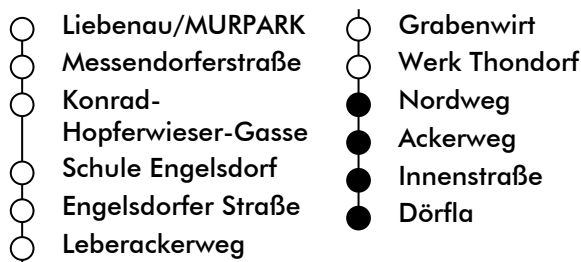 Liebenau/MURPARK
Messendorferstraße
Konrad-
Hopferwieser-Gasse
Schule Engelsdorf
Engelsdorfer Straße
Leberackerweg
Grabenwirt
Werk Thondorf
Nordweg
Ackerweg
Innenstraße
Dörfla